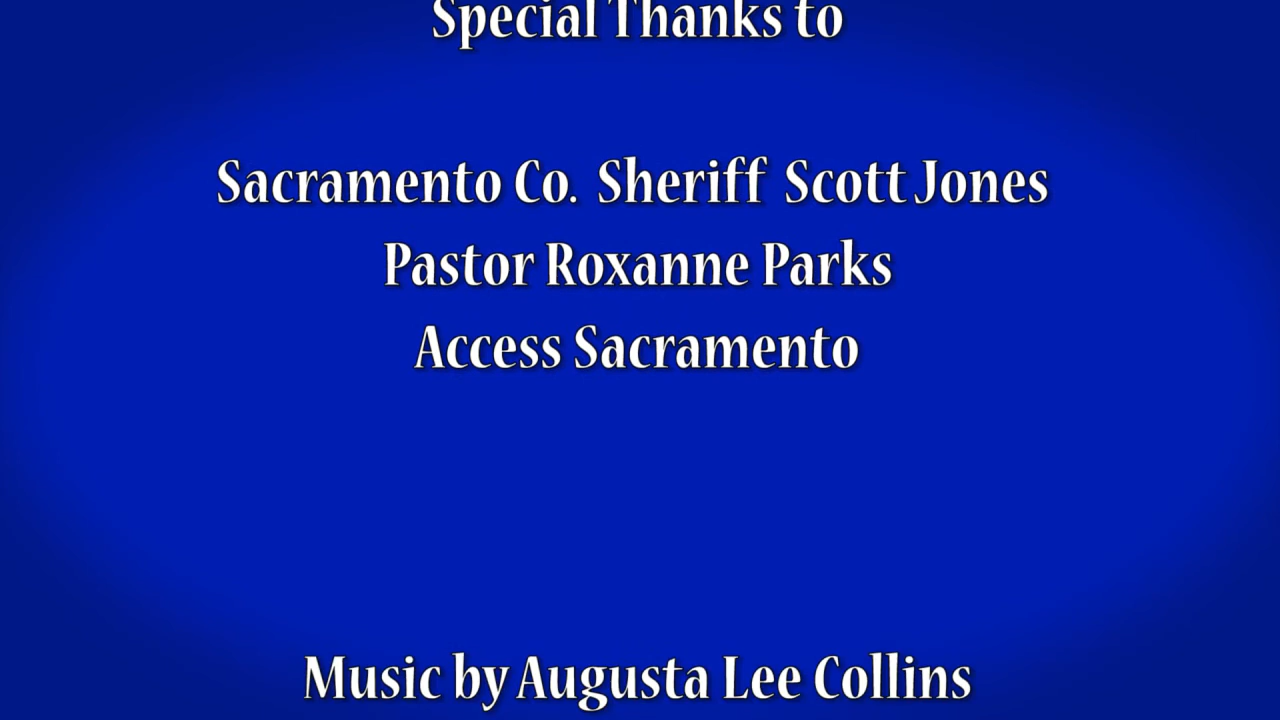 Special Thanks to
Sacramento Co. Sheriff Scott Jones
Pastor Roxanne Parks
Access Sacramento
Music by Augusta Lee Collins